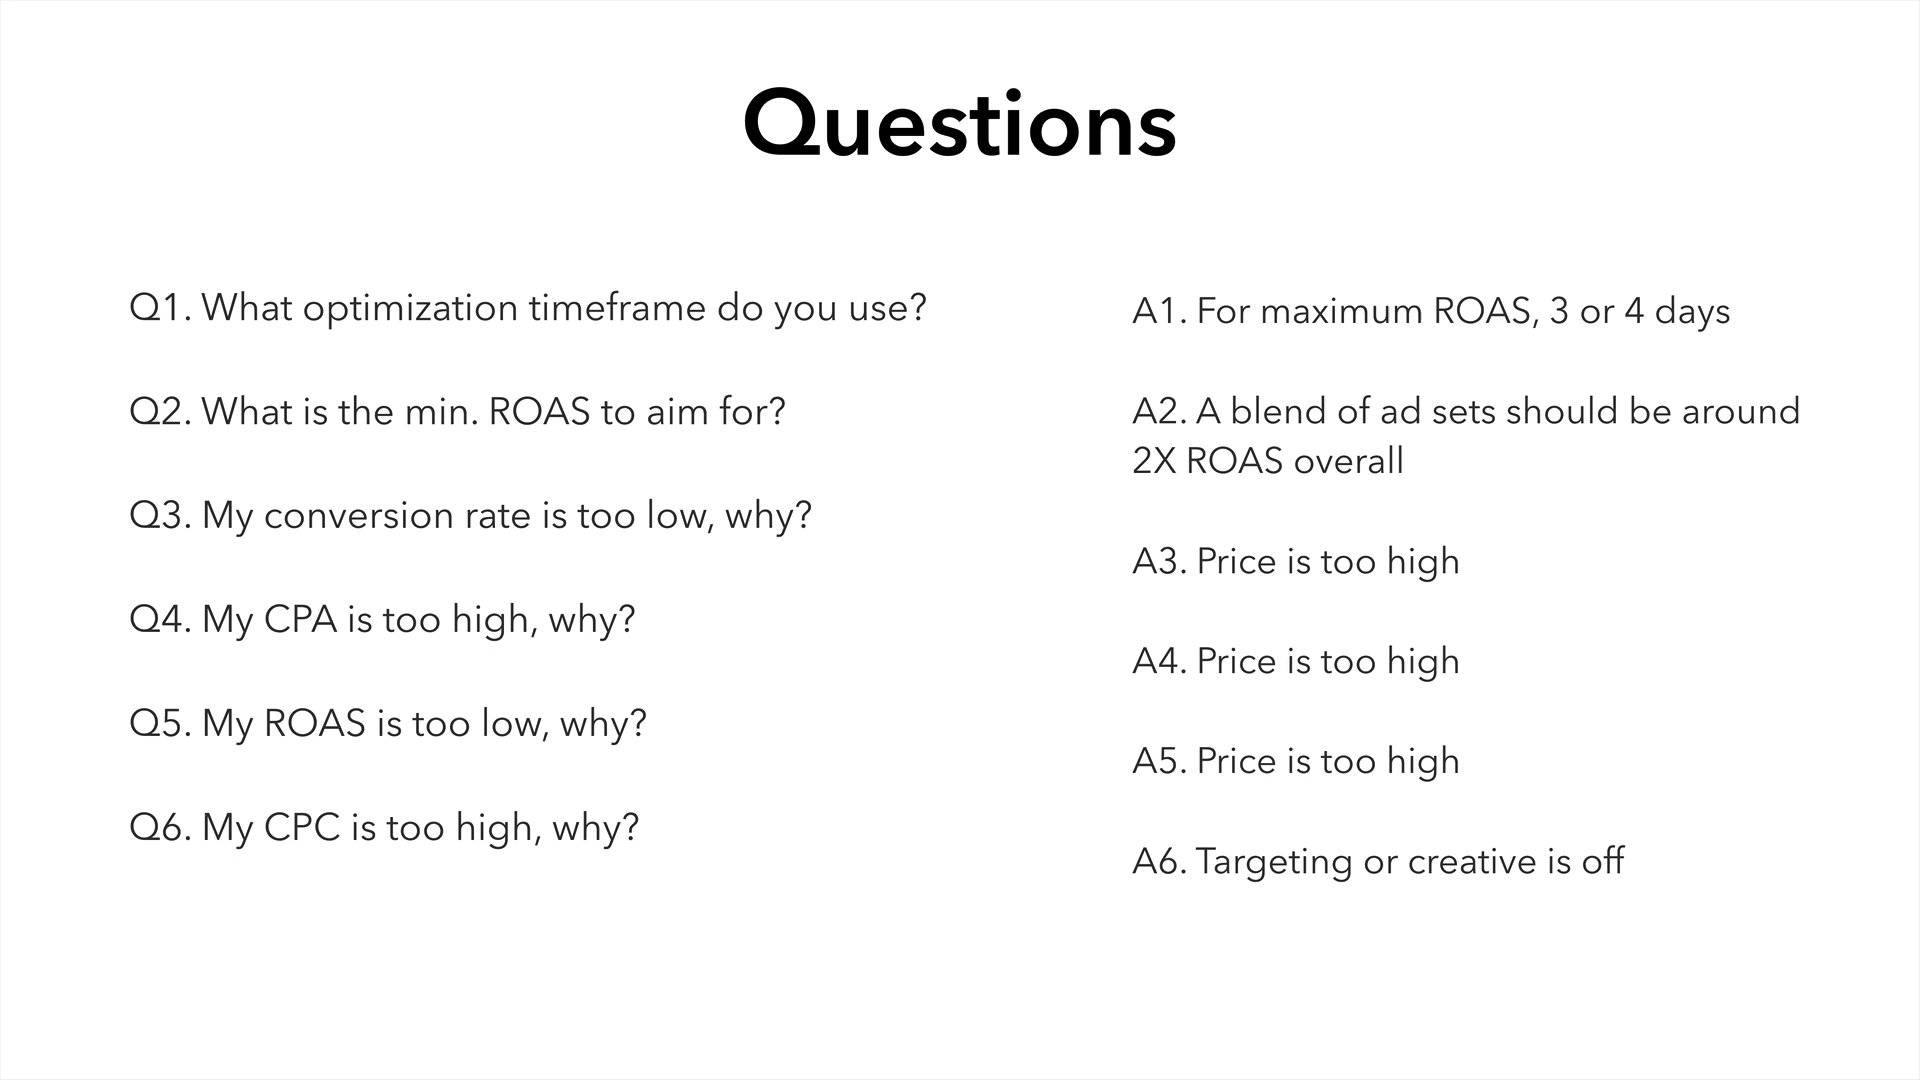 Questions
Q1. What optimization timeframe do you use?
Q2. What is the min. ROAS to aim for?
Q3. My conversion rate is too low, why?
Q4. My CPA is too high, why?
Q5. My ROAS is too low, why?
Q6. My CPC is too high, why?
A1. For maximum ROAS, 3 or 4 days
A2. A blend of ad sets should be around
2X ROAS overall
A3. Price is too high
A4. Price is too high
A5. Price is too high
A6. Targeting or creative is off